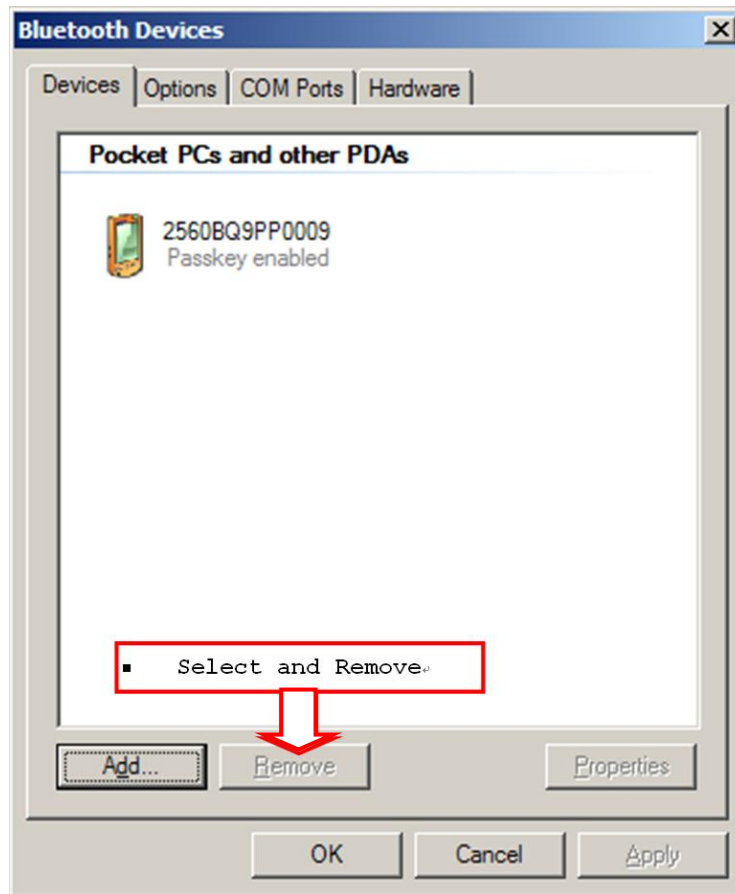 Bluetooth Devices
Devices Options COM Ports Hardware
Pocket PCs and other PDAs
2560BQ9PP0009
Passkey enabled
▪ Select and Remove↵
Add... Remove Properties
OK Cancel Apply